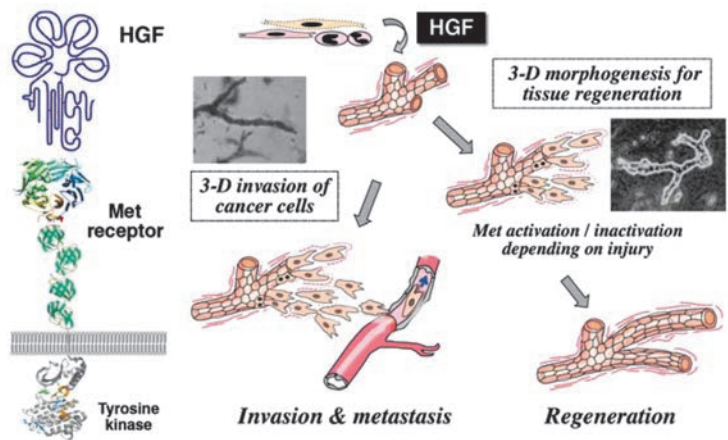 HGF
Met
receptor
Tyrosine
kinase
HGF
3-D invasion of
cancer cells
Invasion & metastasis
3-D morphogenesis for
tissue regeneration
Met activation / inactivation
depending on injury
Regeneration